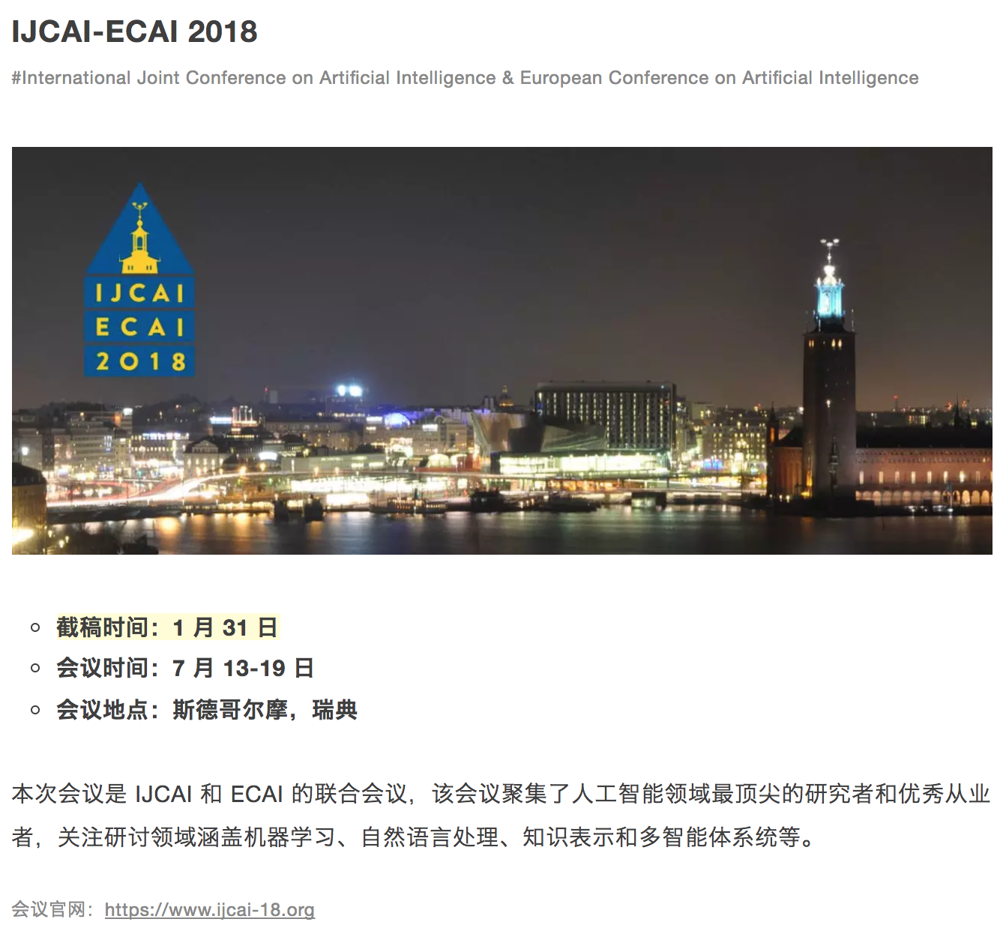 IJCAI-ECAI 2018
#International Joint Conference on Artificial Intelligence & European Conference on Artificial Intelligence
IJCAI
ECAI
2018
截稿时间：1 月 31 日
会议时间：7 月 13-19 日
会议地点：斯德哥尔摩，瑞典
本次会议是 IJCAI 和 ECAI 的联合会议，该会议聚集了人工智能领域最顶尖的研究者和优秀从业
者，关注研讨领域涵盖机器学习、自然语言处理、知识表示和多智能体系统等。
会议官网：https://www.ijcai-18.org